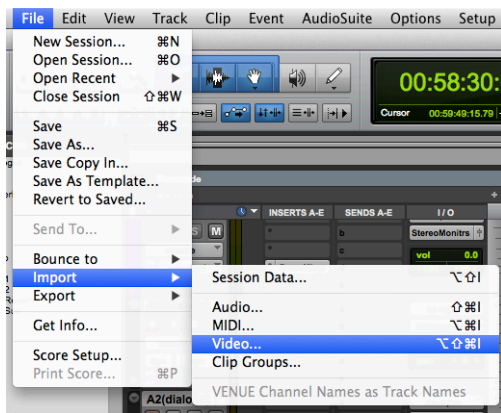 File Edit View Track Clip Event AudioSuite Options Setup
New Session... ⌘N
Open Session... ⌘O
Open Recent ▶
Close Session ⇧⌘W
Save ⌘S
Save As...
Save Copy In...
Save As Template...
Revert to Saved...
Send To... ▶
Bounce to ▶
Import ▶
Export ▶
Get Info...
Score Setup...
Print Score... ⌘P
Session Data... ⌥⇧I
Audio... ⇧⌘I
MIDI... ⌥⌘I
Video... ⌥⇧⌘I
Clip Groups...
VENUE Channel Names as Track Names
00:58:30:
Cursor 00:59:49:15.79
INSERTS A-E SENDS A-E I / O
S M b StereoMonitrs
c vol 0.0
A2(dialo